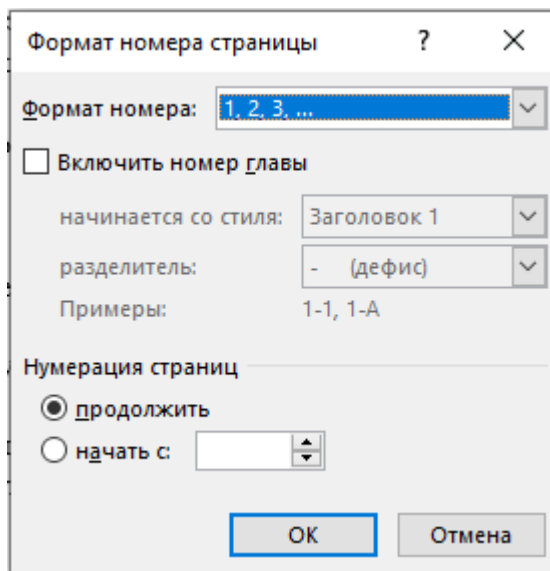 Формат номера страницы ? ×
Формат номера: 1, 2, 3, ...
Включить номер главы
начинается со стиля: Заголовок 1
разделитель: - (дефис)
Примеры: 1-1, 1-A
Нумерация страниц
продолжить
начать с:
ОК Отмена